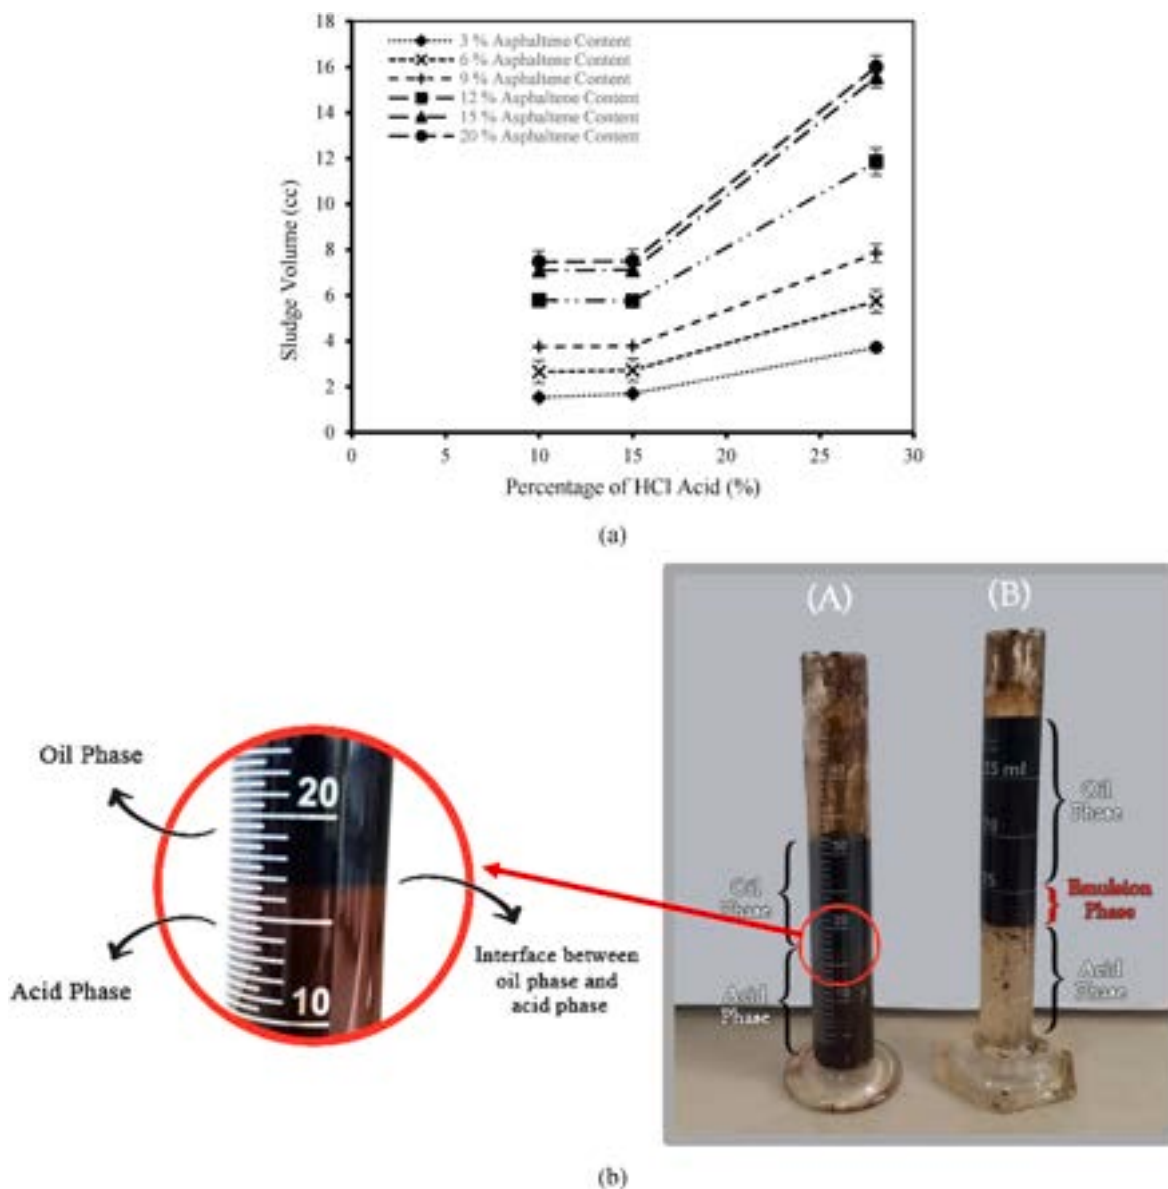 18
16
14
12
10
8
6
4
2
0
Sludge Volume (cc)
3 % Asphaltene Content
6 % Asphaltene Content
9 % Asphaltene Content
12 % Asphaltene Content
15 % Asphaltene Content
20 % Asphaltene Content
0 5 10 15 20 25 30
Percentage of HCl Acid (%)
(a)
(A)
(B)
Oil Phase
Acid Phase
20
10
Interface between
oil phase and
acid phase
Oil
Phase
Acid
Phase
Oil
Phase
Emulsion
Phase
Acid
Phase
(b)